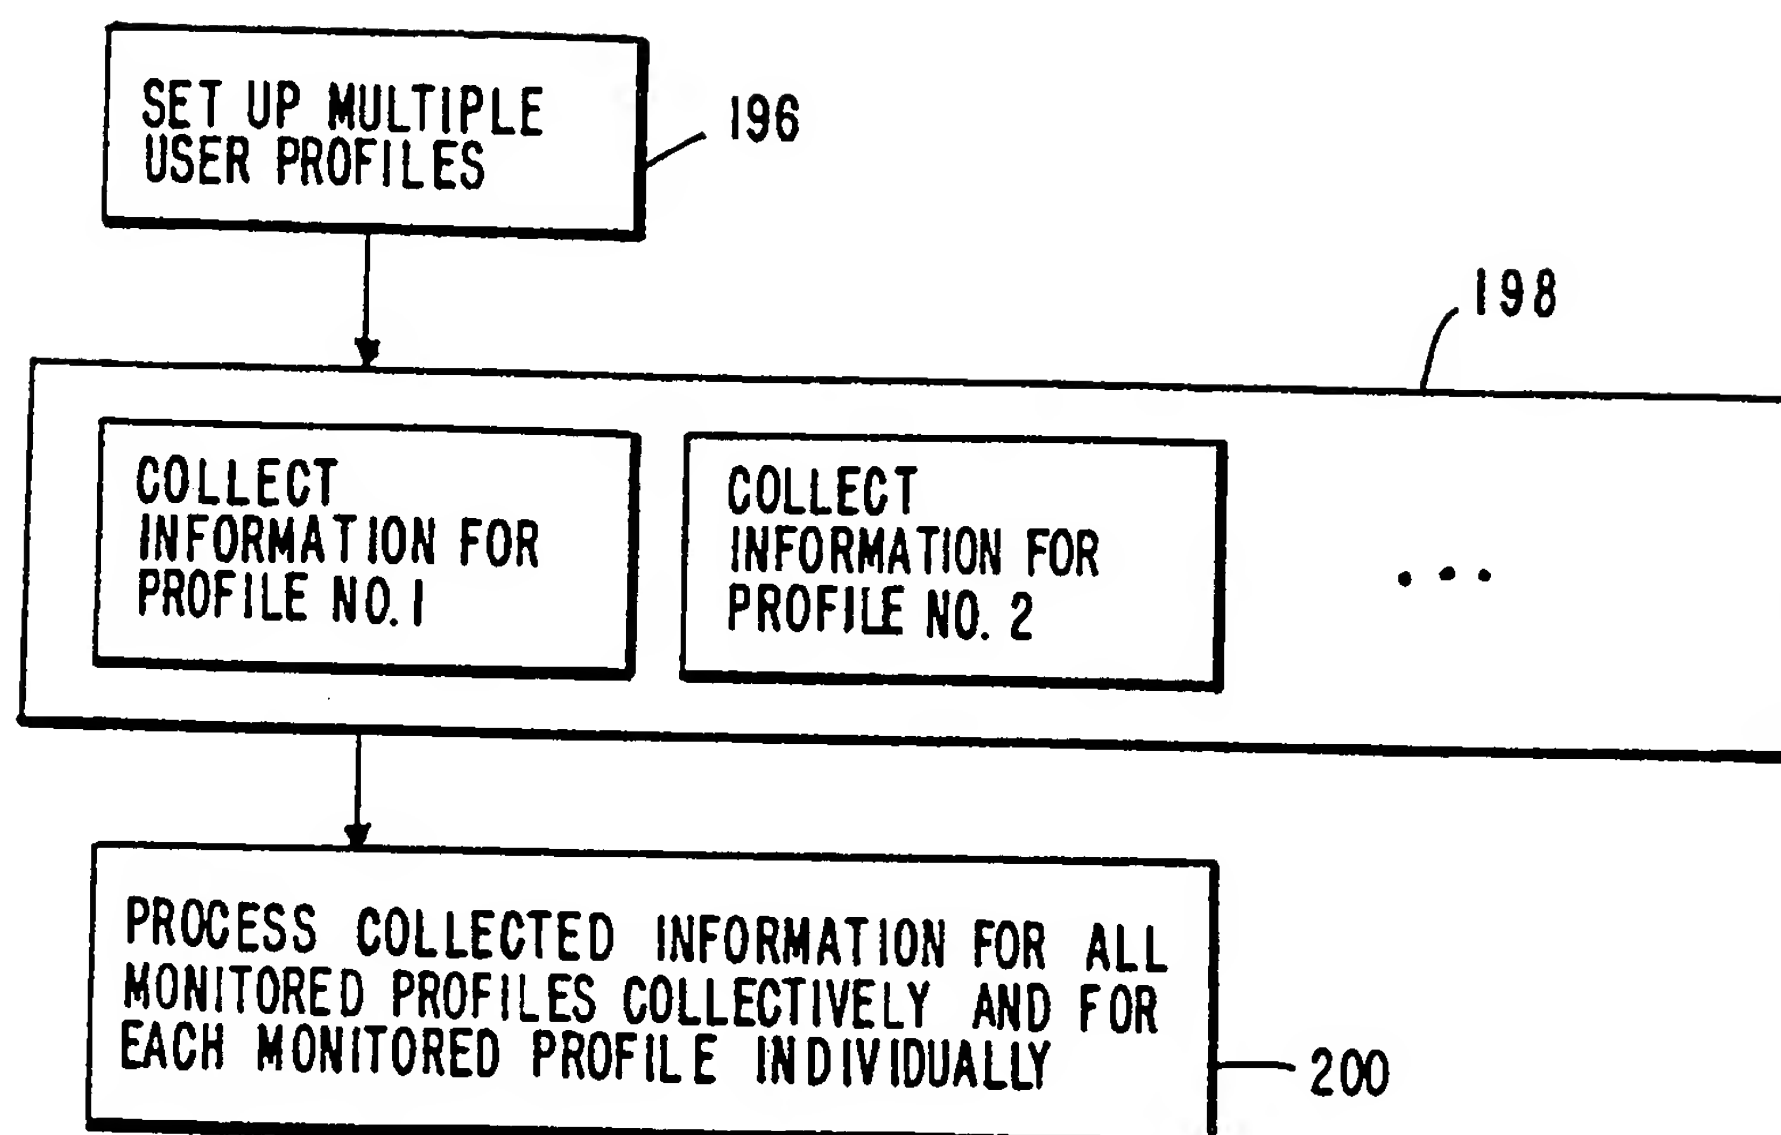 SET UP MULTIPLE
USER PROFILES
196
198
COLLECT
INFORMATION FOR
PROFILE NO. 1
COLLECT
INFORMATION FOR
PROFILE NO. 2
...
PROCESS COLLECTED INFORMATION FOR ALL
MONITORED PROFILES COLLECTIVELY AND FOR
EACH MONITORED PROFILE INDIVIDUALLY
200